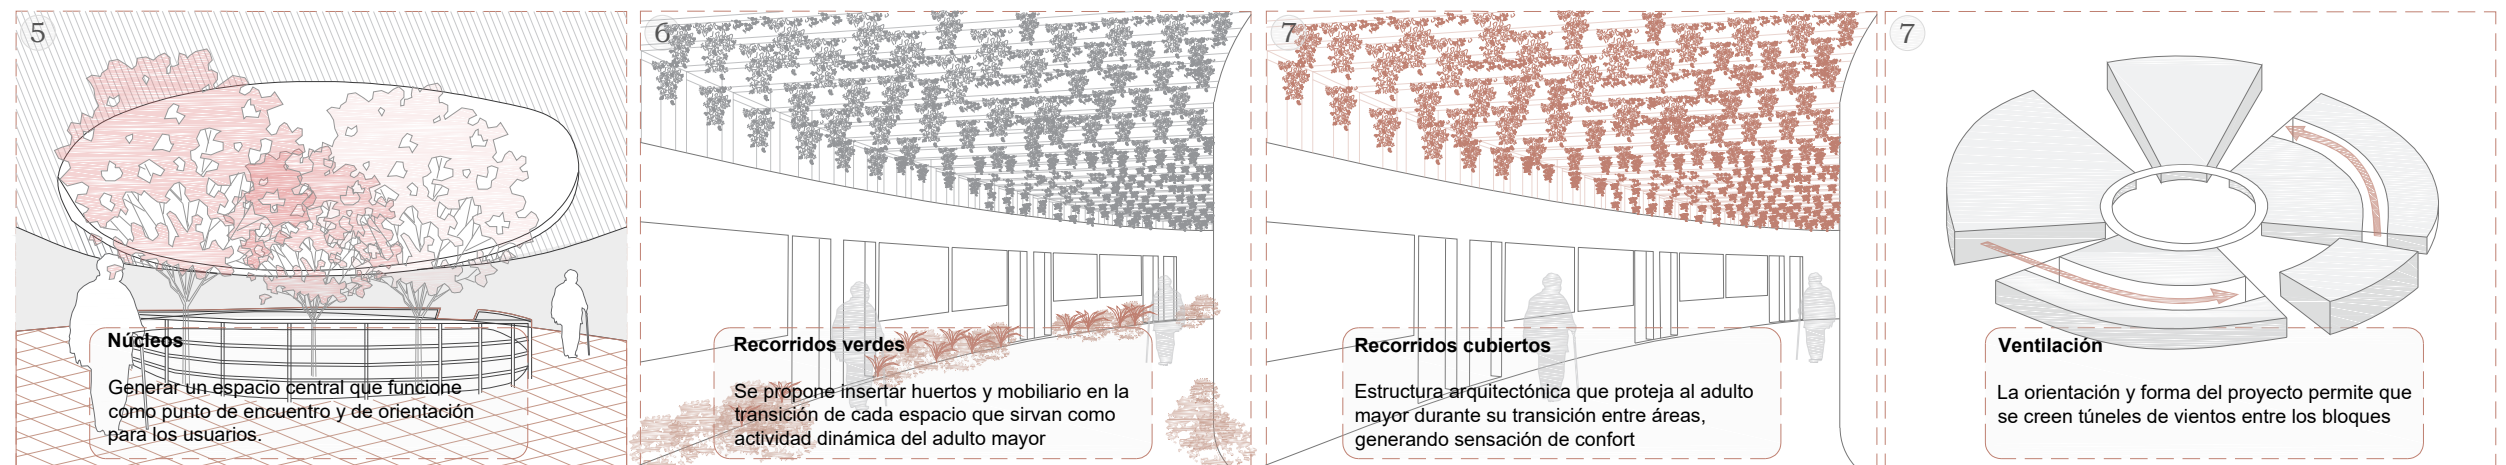 5
Núcleos
Generar un espacio central que funcione
como punto de encuentro y de orientación
para los usuarios.
6
Recorridos verdes
Se propone insertar huertos y mobiliario en la
transición de cada espacio que sirvan como
actividad dinámica del adulto mayor
7
Recorridos cubiertos
Estructura arquitectónica que proteja al adulto
mayor durante su transición entre áreas,
generando sensación de confort
7
Ventilación
La orientación y forma del proyecto permite que
se creen túneles de vientos entre los bloques